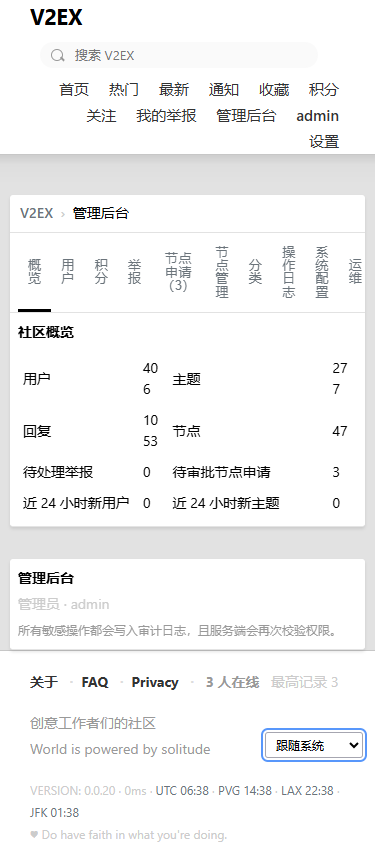 V2EX
搜索 V2EX
首页 热门 最新 通知 收藏 积分
关注 我的举报 管理后台 admin
设置
V2EX › 管理后台
概览 用户 积分 举报 节点申请 (3) 节点管理 分类 操作日志 系统配置 运维
社区概览
用户 406 主题 277
回复 1053 节点 47
待处理举报 0 待审批节点申请 3
近 24 小时新用户 0 近 24 小时新主题 0
管理后台
管理员 · admin
所有敏感操作都会写入审计日志，且服务端会再次校验权限。
关于 · FAQ · Privacy · 3 人在线 最高记录 3
创意工作者们的社区
World is powered by solitude
跟随系统
VERSION: 0.0.20 · 0ms · UTC 06:38 · PVG 14:38 · LAX 22:38 ·
JFK 01:38
♥ Do have faith in what you're doing.